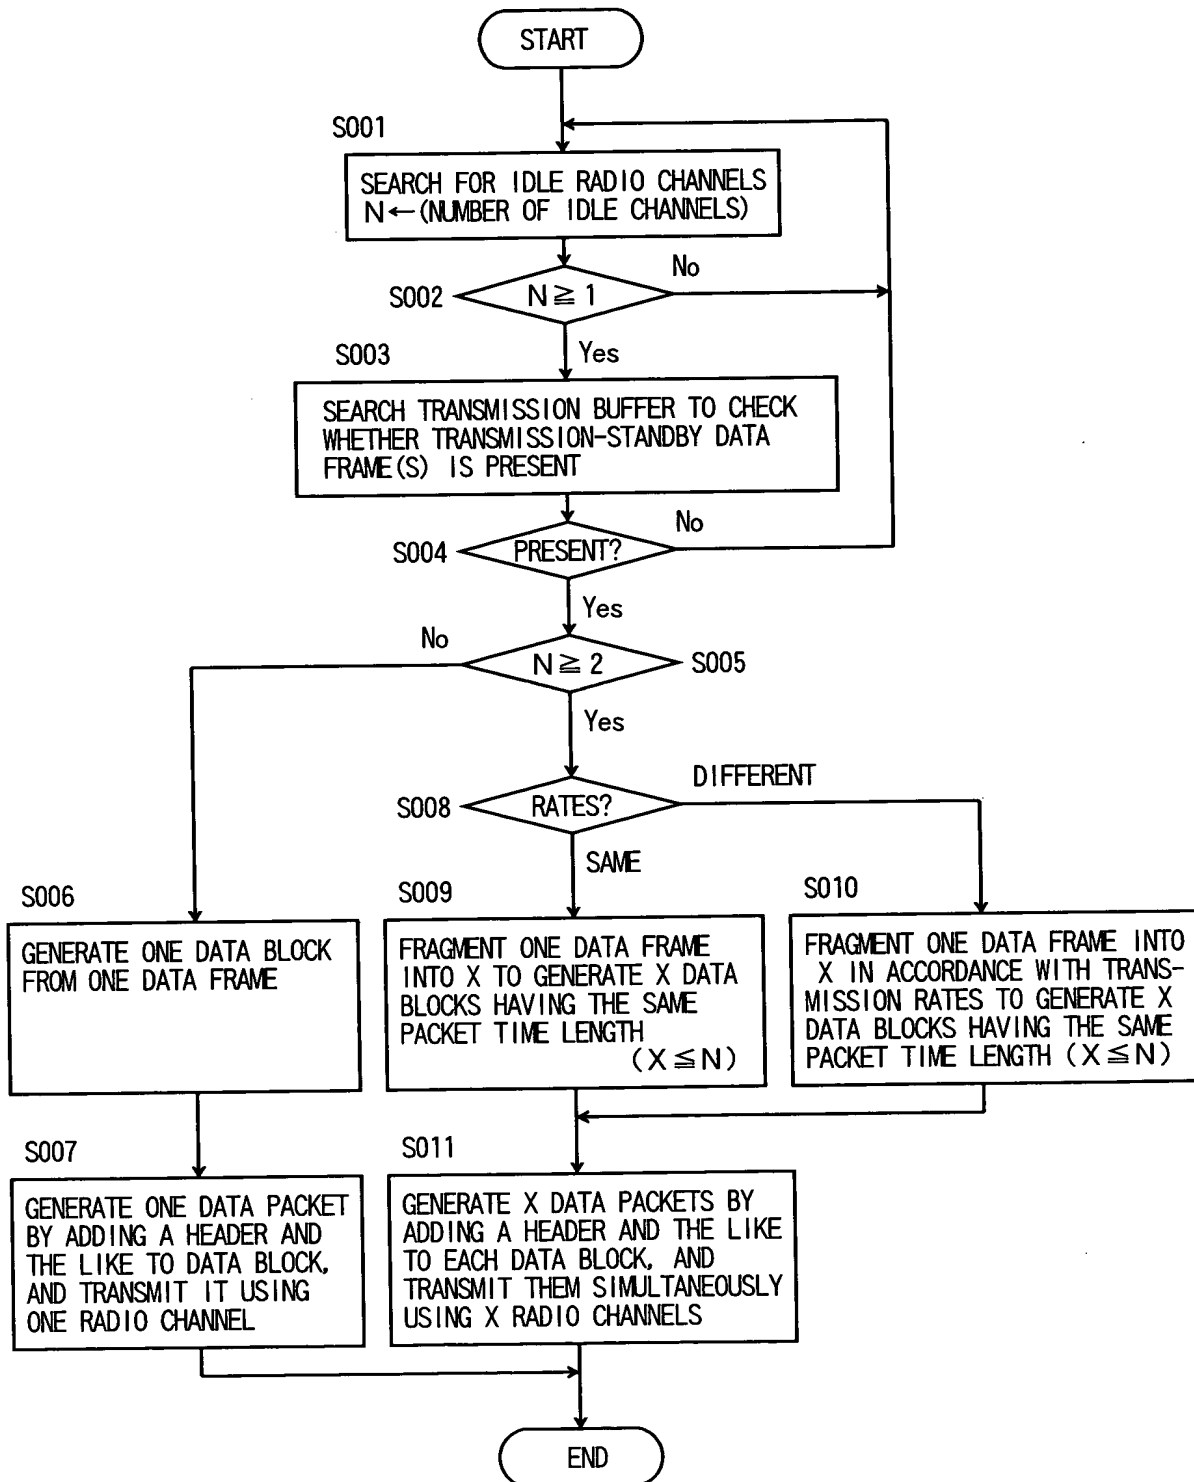 START
S001
SEARCH FOR IDLE RADIO CHANNELS
N←(NUMBER OF IDLE CHANNELS)
No
S002
N≧1
Yes
S003
SEARCH TRANSMISSION BUFFER TO CHECK
WHETHER TRANSMISSION-STANDBY DATA
FRAME(S) IS PRESENT
No
S004
PRESENT?
Yes
No
N≧2
S005
Yes
DIFFERENT
S008
RATES?
SAME
S006
GENERATE ONE DATA BLOCK
FROM ONE DATA FRAME
S009
FRAGMENT ONE DATA FRAME
INTO X TO GENERATE X DATA
BLOCKS HAVING THE SAME
PACKET TIME LENGTH
(X≦N)
S010
FRAGMENT ONE DATA FRAME INTO
X IN ACCORDANCE WITH TRANS-
MISSION RATES TO GENERATE X
DATA BLOCKS HAVING THE SAME
PACKET TIME LENGTH (X≦N)
S007
GENERATE ONE DATA PACKET
BY ADDING A HEADER AND
THE LIKE TO DATA BLOCK,
AND TRANSMIT IT USING
ONE RADIO CHANNEL
S011
GENERATE X DATA PACKETS BY
ADDING A HEADER AND THE LIKE
TO EACH DATA BLOCK, AND
TRANSMIT THEM SIMULTANEOUSLY
USING X RADIO CHANNELS
END